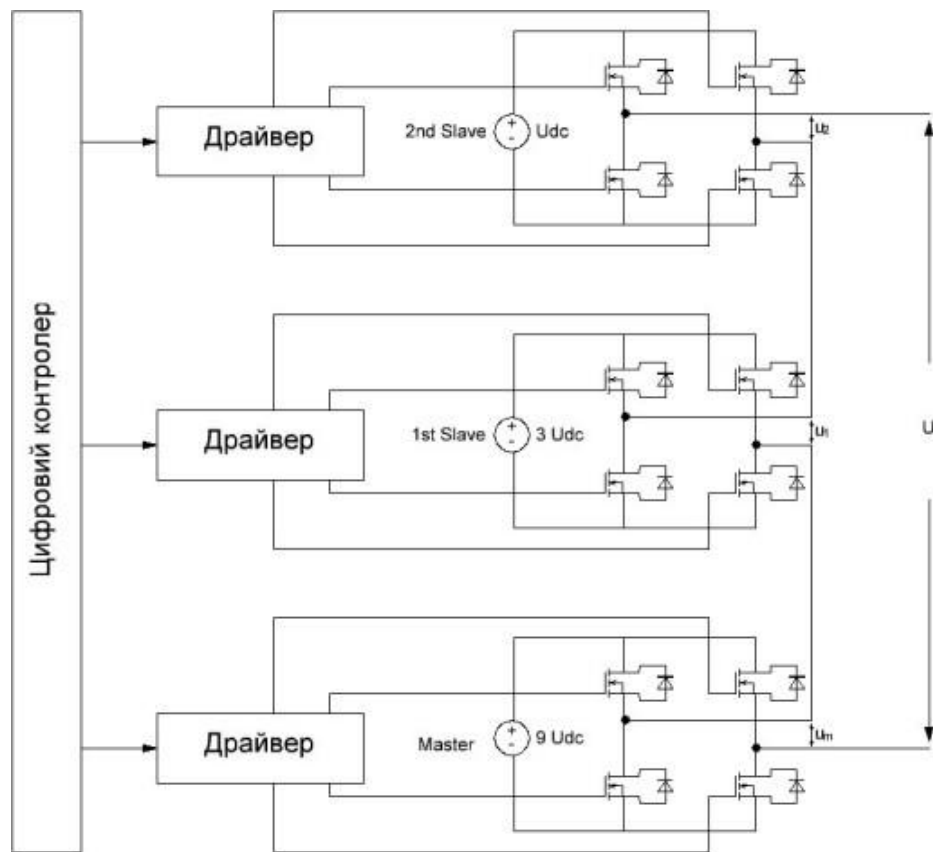 Цифровий контролер
Драйвер
2nd Slave
+
-
Udc
u2
Драйвер
1st Slave
+
-
3 Udc
u1
U
Драйвер
Master
+
-
9 Udc
um